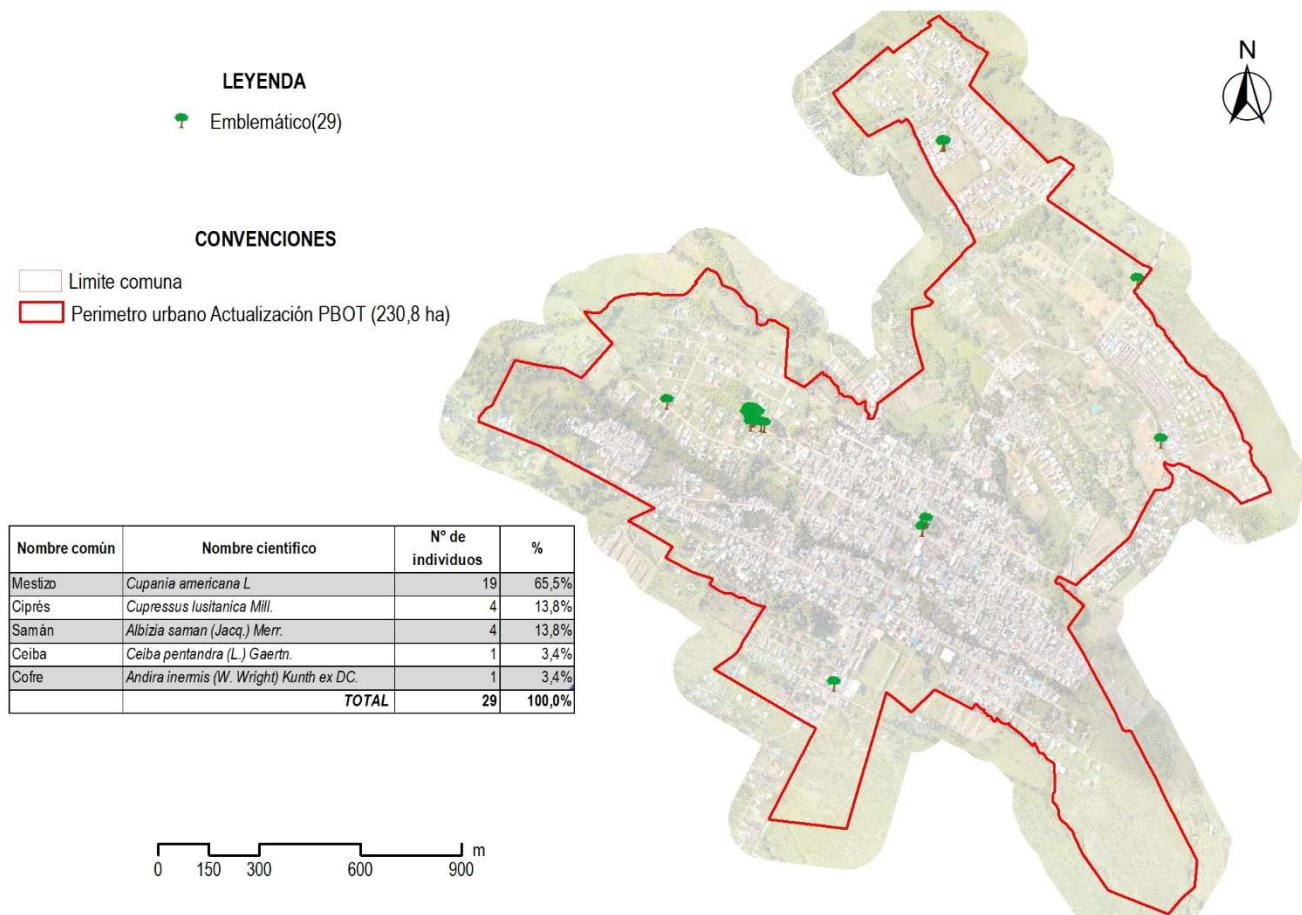 LEYENDA
Emblemático(29)
N
CONVENCIONES
Limite comuna
Perimetro urbano Actualización PBOT (230,8 ha)
Nombre común Nombre científico N° de individuos %
Mestizo Cupania americana L 19 65,5%
Ciprés Cupressus lusitanica Mill. 4 13,8%
Samán Albizia saman (Jacq.) Merr. 4 13,8%
Ceiba Ceiba pentandra (L.) Gaertn. 1 3,4%
Cofre Andira inermis (W. Wright) Kunth ex DC. 1 3,4%
TOTAL 29 100,0%
m
0 150 300 600 900